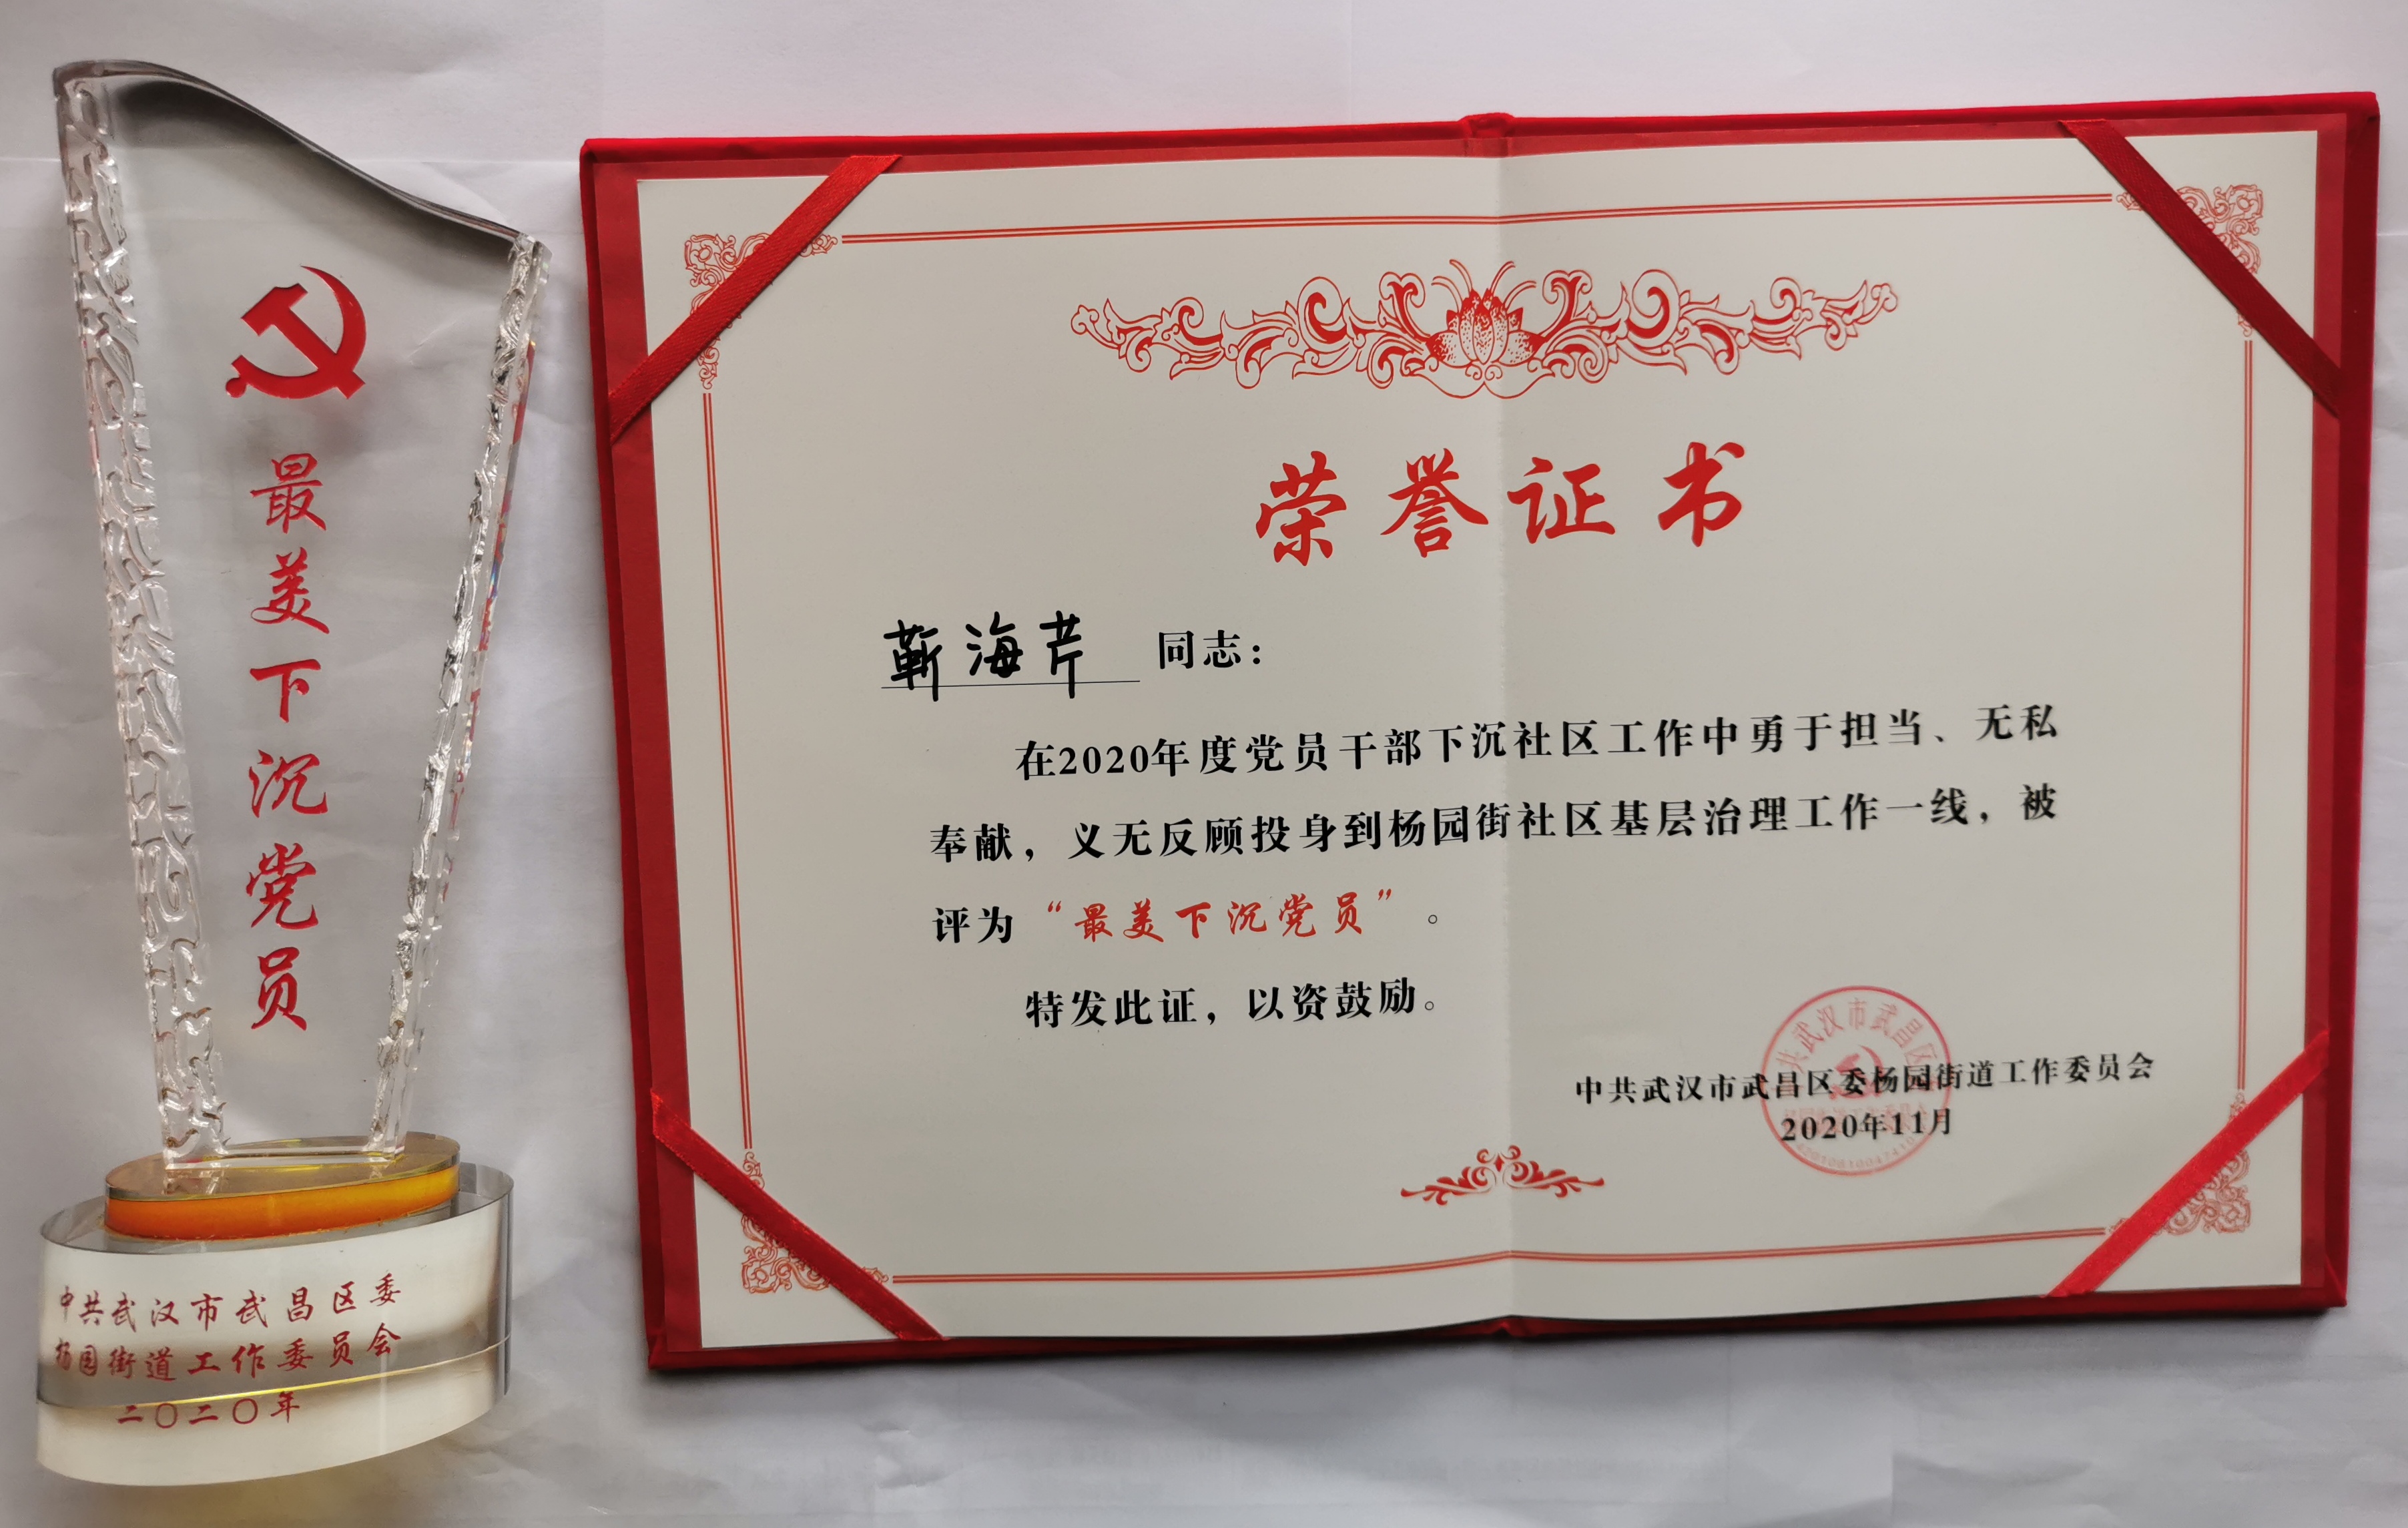 最美下沉党员
中共武汉市武昌区委
杨园街道工作委员会
二〇二〇年
荣誉证书
蕲海芹 同志：
在2020年度党员干部下沉社区工作中勇于担当、无私
奉献，义无反顾投身到杨园街社区基层治理工作一线，被
评为“最美下沉党员”。
特发此证，以资鼓励。
中共武汉市武昌区委杨园街道工作委员会
2020年11月